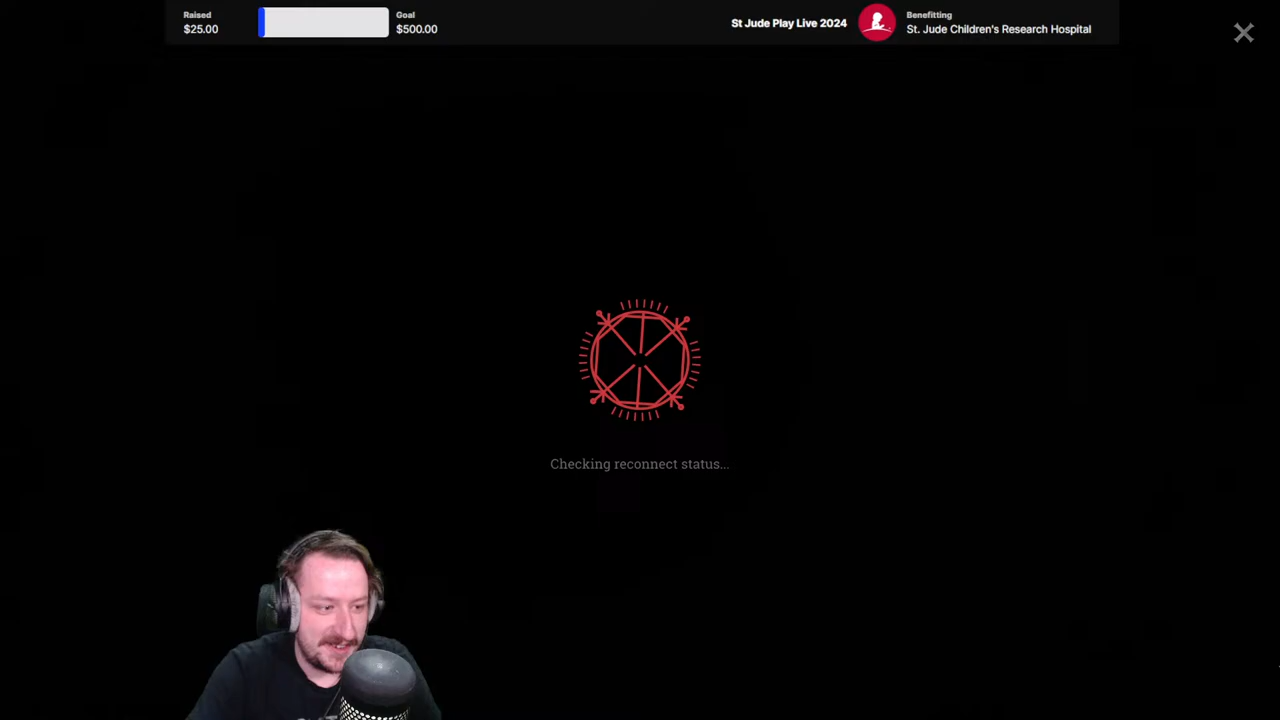 Raised
$25.00
Goal
$500.00
St Jude Play Live 2024
Benefitting
St. Jude Children's Research Hospital
Checking reconnect status...